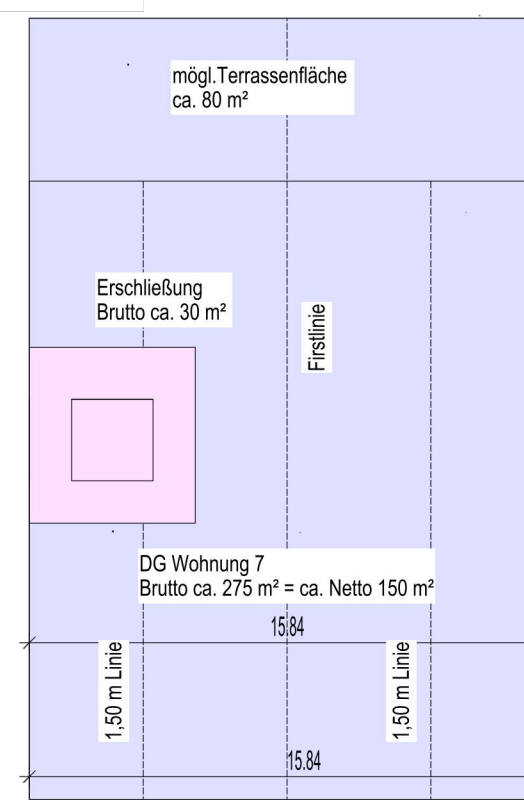 mögl.Terrassenfläche
ca. 80 m²
Erschließung
Brutto ca. 30 m²
Firstlinie
DG Wohnung 7
Brutto ca. 275 m² = ca. Netto 150 m²
15.84
1,50 m Linie
1,50 m Linie
15.84